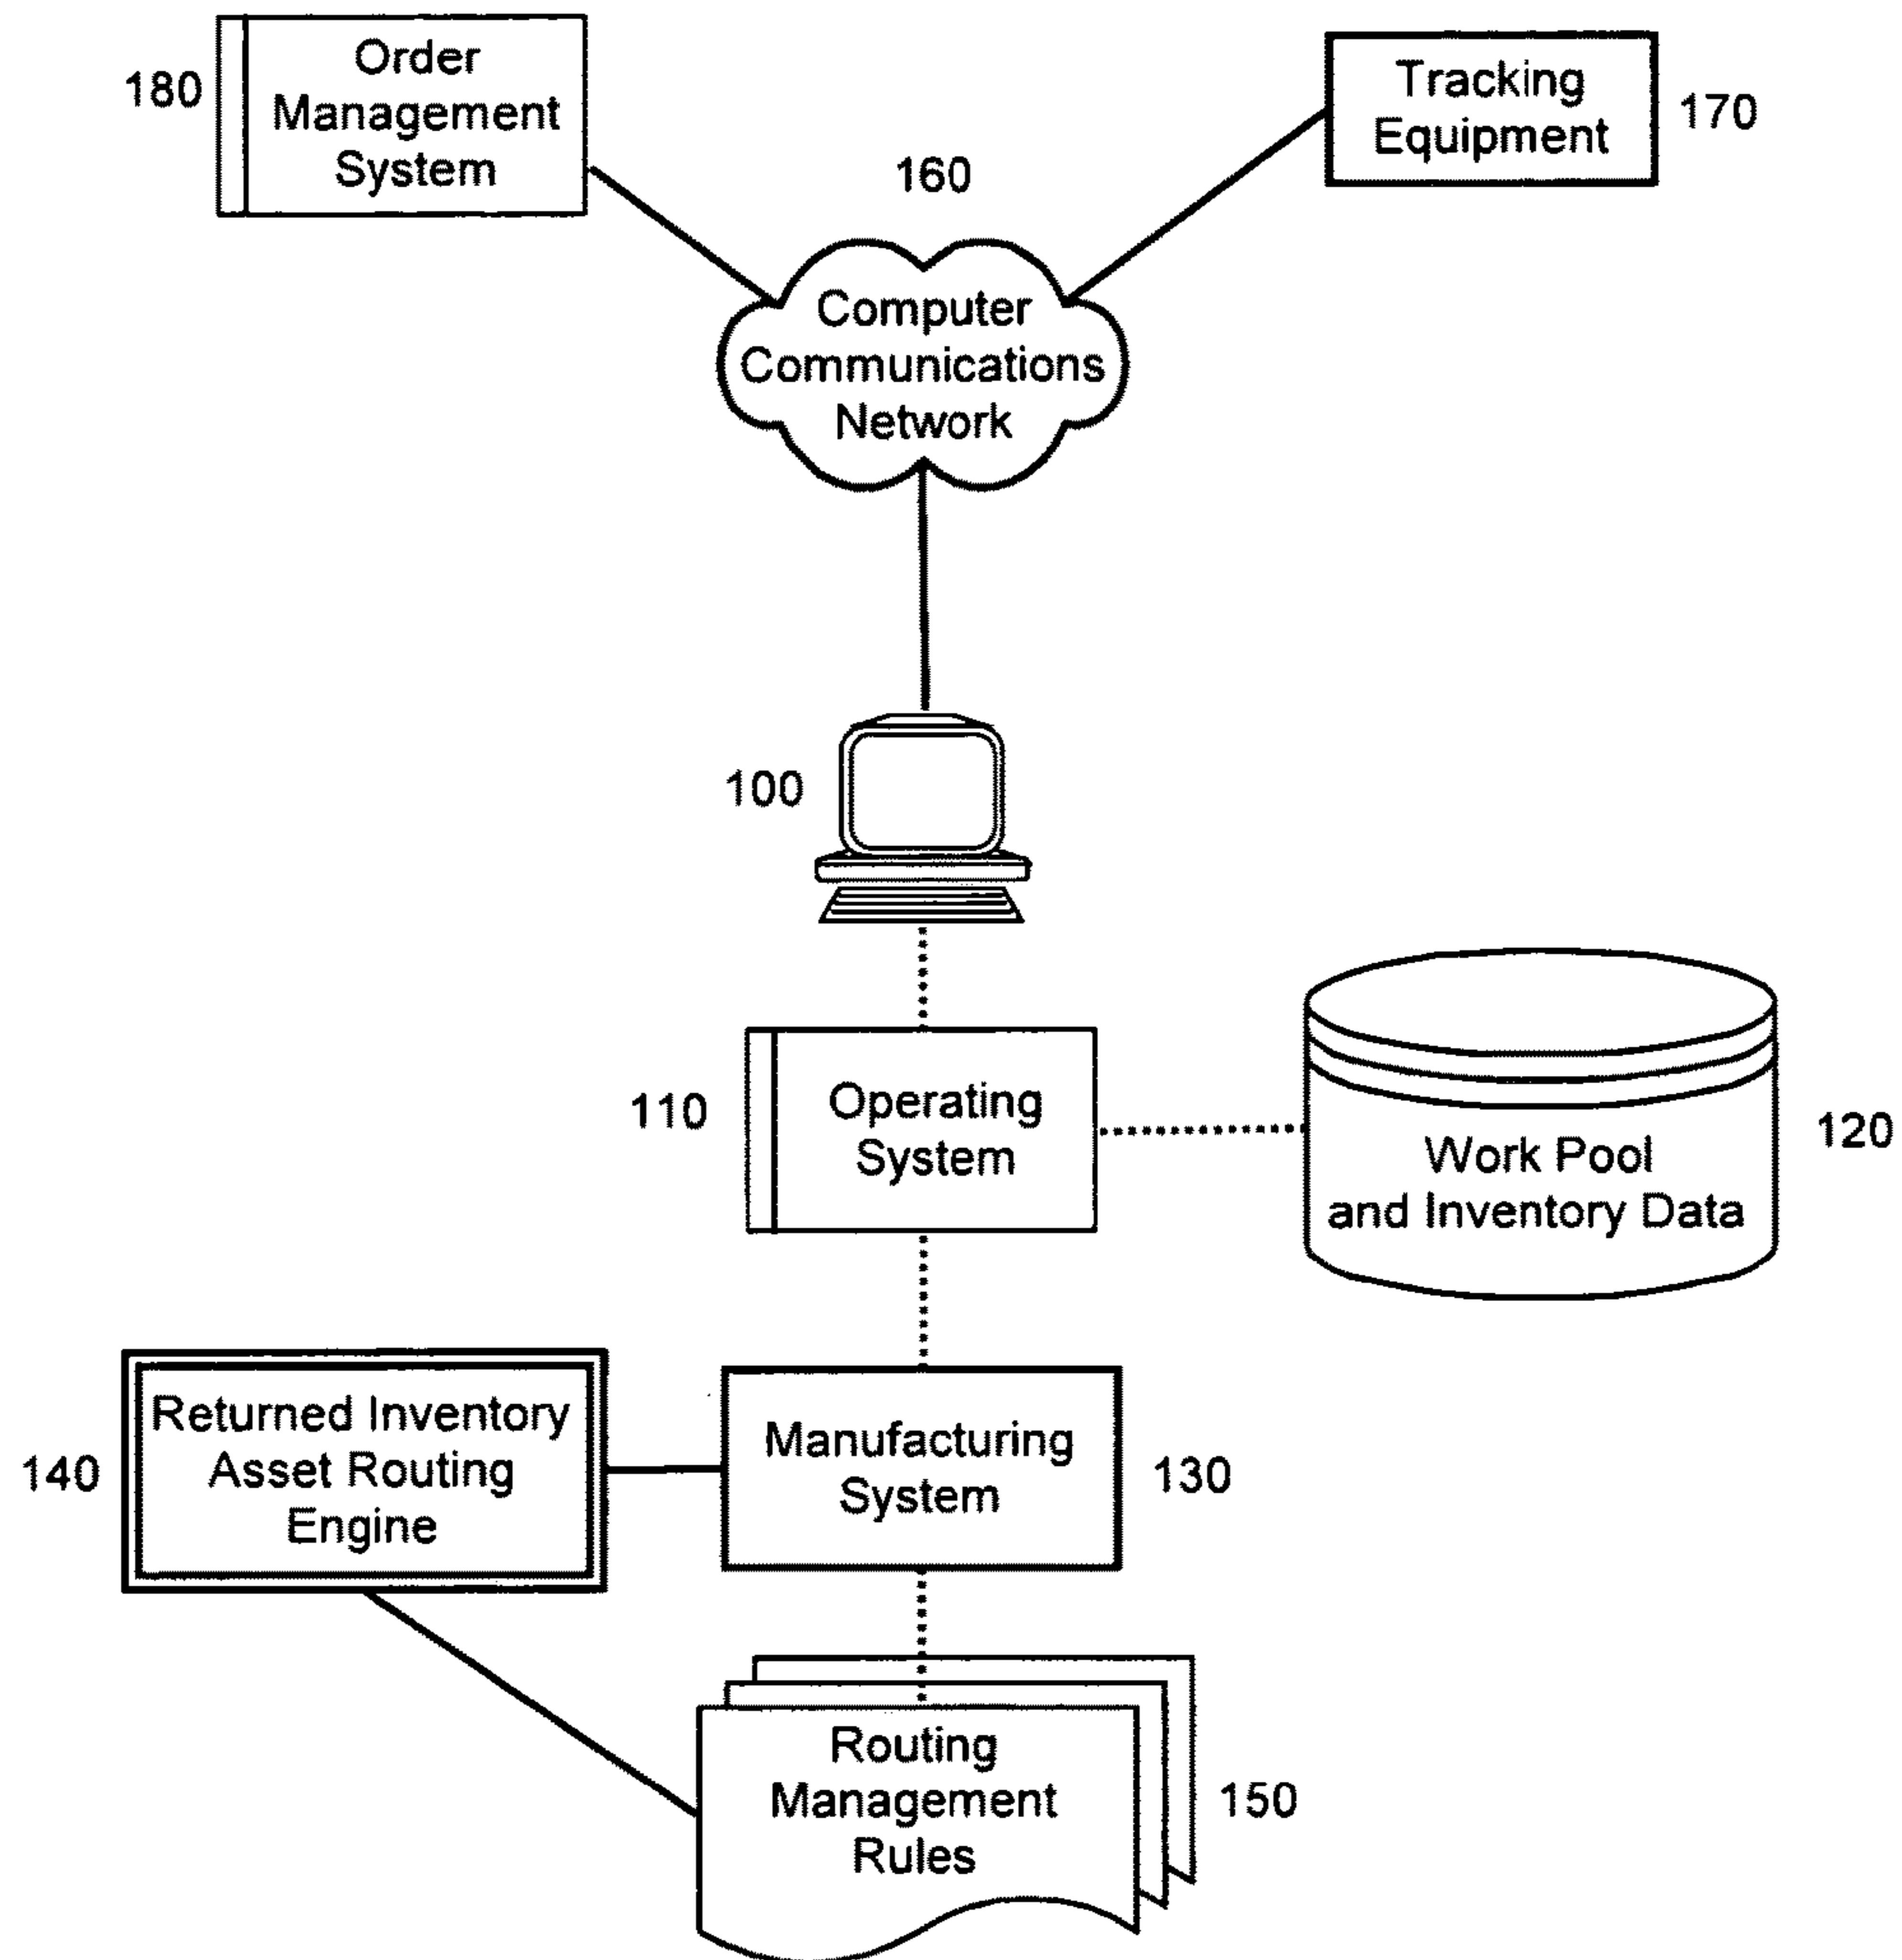 180
Order
Management
System
Tracking
Equipment
170
160
Computer
Communications
Network
100
110
Operating
System
Work Pool
and Inventory Data
120
140
Returned Inventory
Asset Routing
Engine
Manufacturing
System
130
Routing
Management
Rules
150